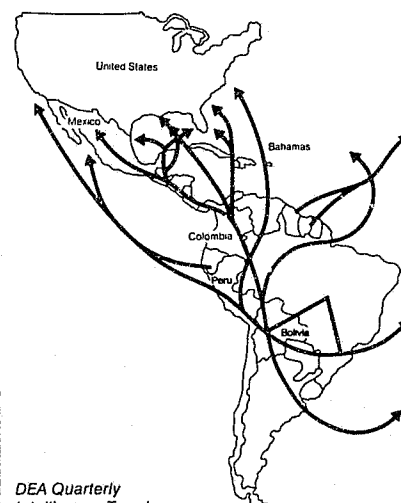 United States
Mexico
Bahamas
Colombia
Peru
Bolivia
DEA Quarterly